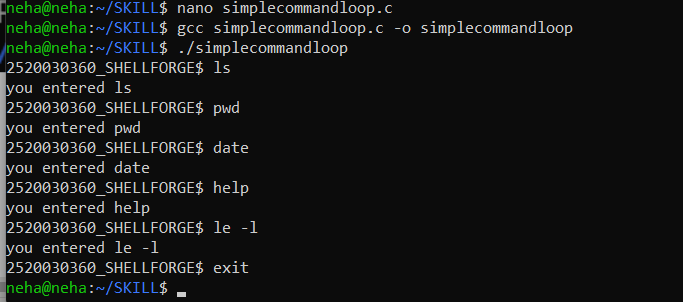 neha@neha:~/SKILL$ nano simplecommandloop.c
neha@neha:~/SKILL$ gcc simplecommandloop.c -o simplecommandloop
neha@neha:~/SKILL$ ./simplecommandloop
2520030360_SHELLFORGE$ ls
you entered ls
2520030360_SHELLFORGE$ pwd
you entered pwd
2520030360_SHELLFORGE$ date
you entered date
2520030360_SHELLFORGE$ help
you entered help
2520030360_SHELLFORGE$ le -l
you entered le -l
2520030360_SHELLFORGE$ exit
neha@neha:~/SKILL$